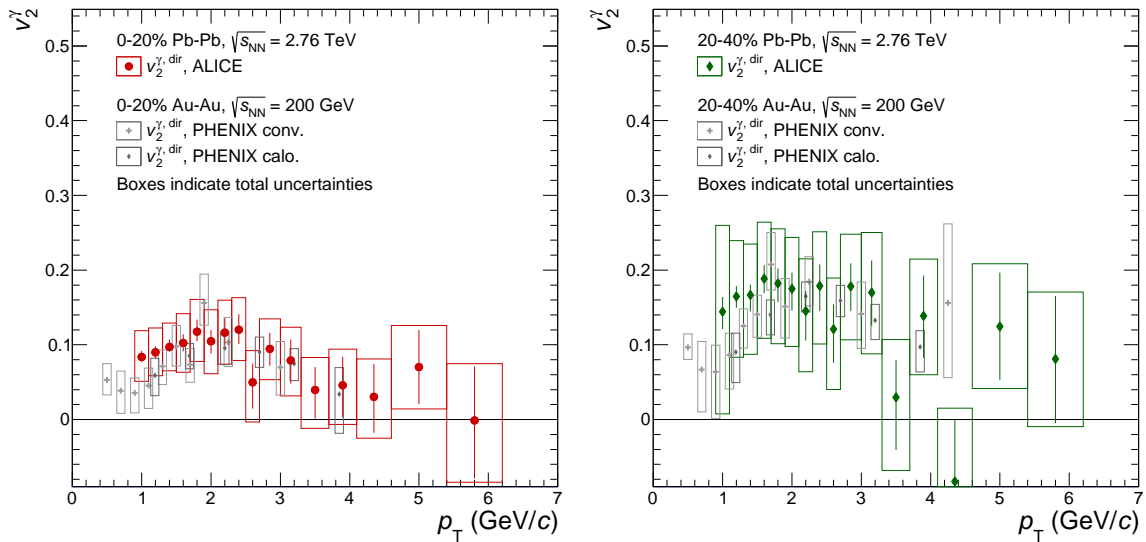 v₂^γ
0-20% Pb-Pb, √s_NN = 2.76 TeV
v₂^γ, dir, ALICE
0-20% Au-Au, √s_NN = 200 GeV
v₂^γ, dir, PHENIX conv.
v₂^γ, dir, PHENIX calo.
Boxes indicate total uncertainties
0.5
0.4
0.3
0.2
0.1
0
0 1 2 3 4 5 6 7
p_T (GeV/c)
v₂^γ
20-40% Pb-Pb, √s_NN = 2.76 TeV
v₂^γ, dir, ALICE
20-40% Au-Au, √s_NN = 200 GeV
v₂^γ, dir, PHENIX conv.
v₂^γ, dir, PHENIX calo.
Boxes indicate total uncertainties
0.5
0.4
0.3
0.2
0.1
0
0 1 2 3 4 5 6 7
p_T (GeV/c)